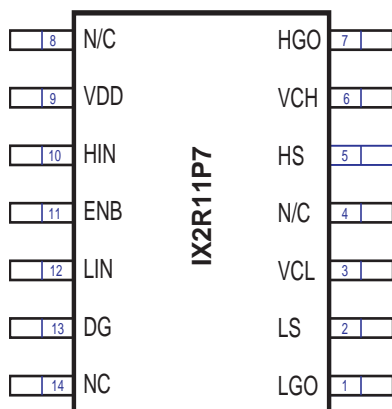 8 N/C HGO 7
9 VDD VCH 6
10 HIN HS 5
11 ENB N/C 4
12 LIN VCL 3
13 DG LS 2
14 NC LGO 1
IX2R11P7